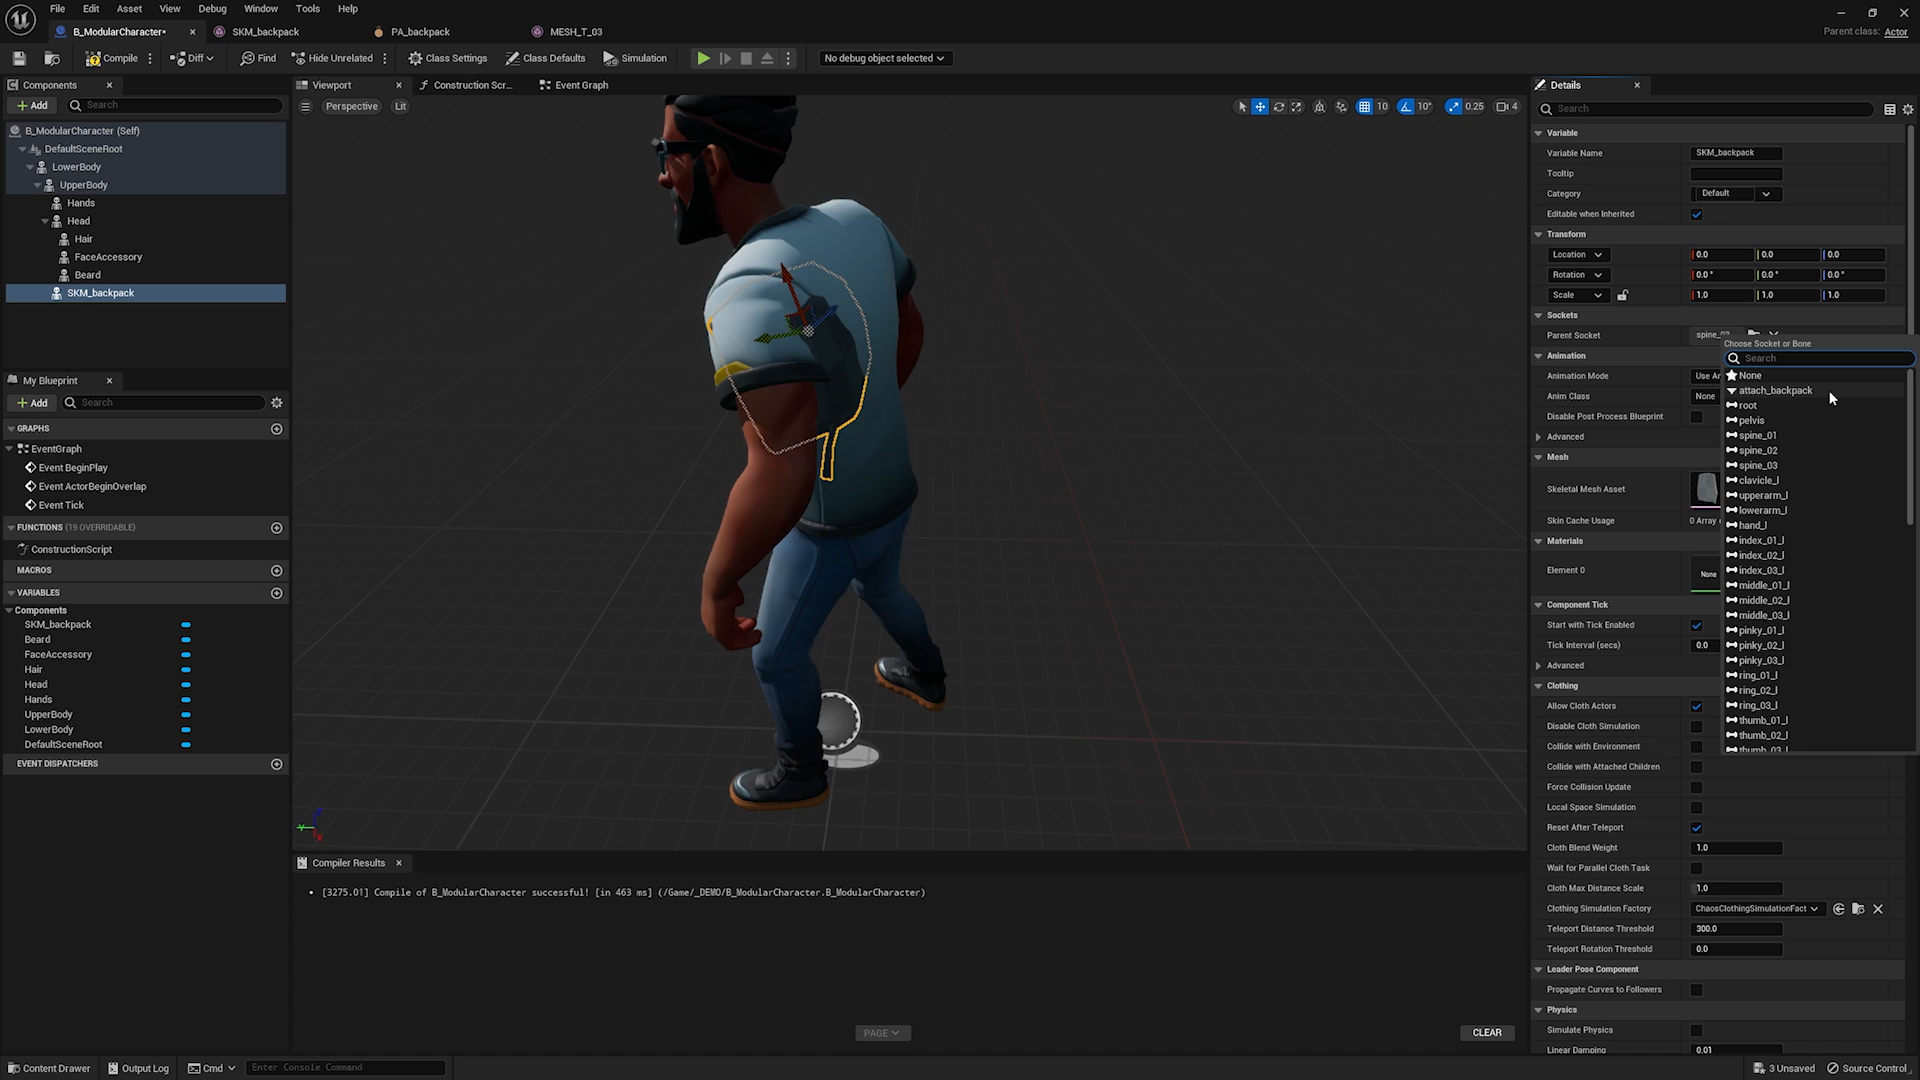 File Edit Asset View Debug Window Tools Help
B_ModularCharacter•
SKM_backpack
PA_backpack
MESH_T_03
Parent class: Actor
Compile
Diff
Find
Hide Unrelated
Class Settings
Class Defaults
Simulation
No debug object selected
Components
Add
Search
B_ModularCharacter (Self)
DefaultSceneRoot
LowerBody
UpperBody
Hands
Head
Hair
FaceAccessory
Beard
SKM_backpack
My Blueprint
Add
Search
GRAPHS
EventGraph
Event BeginPlay
Event ActorBeginOverlap
Event Tick
FUNCTIONS (19 OVERRIDABLE)
ConstructionScript
MACROS
VARIABLES
Components
SKM_backpack
Beard
FaceAccessory
Hair
Head
Hands
UpperBody
LowerBody
DefaultSceneRoot
EVENT DISPATCHERS
Viewport
Construction Scr...
Event Graph
Perspective
Lit
10
10°
0.25
4
Compiler Results
[3275.01] Compile of B_ModularCharacter successful! [in 463 ms] (/Game/_DEMO/B_ModularCharacter.B_ModularCharacter)
PAGE
CLEAR
Details
Search
Variable
Variable Name SKM_backpack
Tooltip
Category Default
Editable when Inherited
Transform
Location 0.0 0.0 0.0
Rotation 0.0° 0.0° 0.0°
Scale 1.0 1.0 1.0
Sockets
Parent Socket
Choose Socket or Bone
Search
None
attach_backpack
root
pelvis
spine_01
spine_02
spine_03
clavicle_l
upperarm_l
lowerarm_l
hand_l
index_01_l
index_02_l
index_03_l
middle_01_l
middle_02_l
middle_03_l
pinky_01_l
pinky_02_l
pinky_03_l
ring_01_l
ring_02_l
ring_03_l
thumb_01_l
thumb_02_l
thumb_03_l
Animation
Animation Mode Use An
Anim Class None
Disable Post Process Blueprint
Advanced
Mesh
Skeletal Mesh Asset
Skin Cache Usage 0 Array
Materials
Element 0 None
Component Tick
Start with Tick Enabled
Tick Interval (secs) 0.0
Advanced
Clothing
Allow Cloth Actors
Disable Cloth Simulation
Collide with Environment
Collide with Attached Children
Force Collision Update
Local Space Simulation
Reset After Teleport
Cloth Blend Weight 1.0
Wait for Parallel Cloth Task
Cloth Max Distance Scale 1.0
Clothing Simulation Factory ChaosClothingSimulationFact
Teleport Distance Threshold 300.0
Teleport Rotation Threshold 0.0
Leader Pose Component
Propagate Curves to Followers
Physics
Simulate Physics
Linear Damping 0.01
Content Drawer
Output Log
Cmd
Enter Console Command
3 Unsaved
Source Control